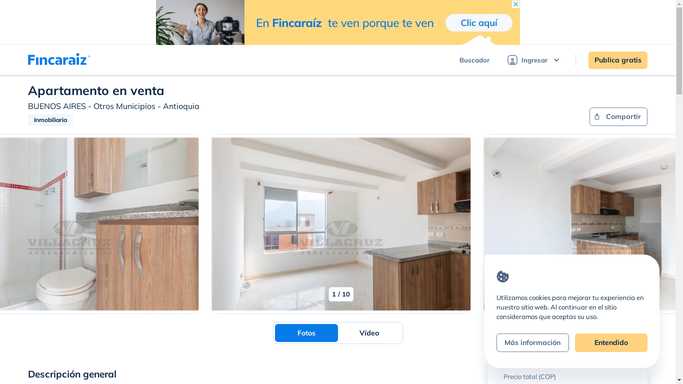 En Fincaraíz te ven porque te ven
Clic aquí
Fincaraiz
Buscador
Ingresar
Publica gratis
Apartamento en venta
BUENOS AIRES - Otros Municipios - Antioquia
Inmobiliaria
Compartir
VILLACRUZ
VILLACRUZ
1 / 10
Fotos
Vídeo
Utilizamos cookies para mejorar tu experiencia en
nuestro sitio web. Al continuar en el sitio
consideramos que aceptas su uso.
Más información
Entendido
Descripción general
Precio total (COP)